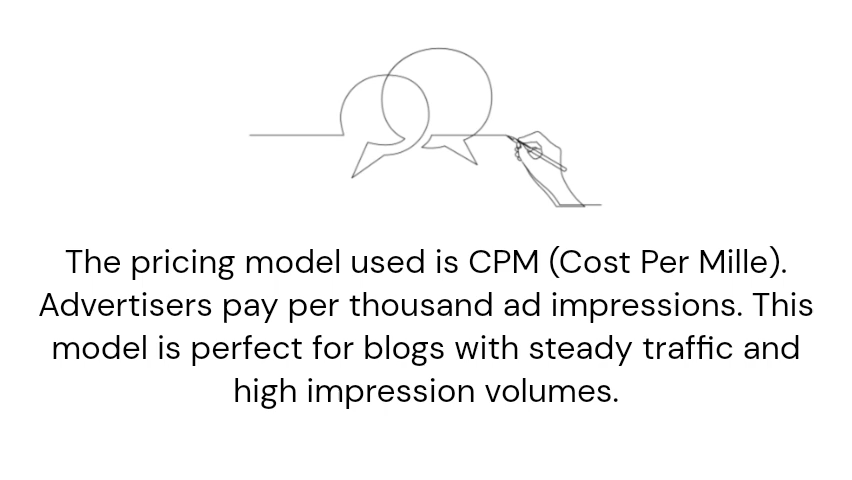 The pricing model used is CPM (Cost Per Mille).
Advertisers pay per thousand ad impressions. This
model is perfect for blogs with steady traffic and
high impression volumes.